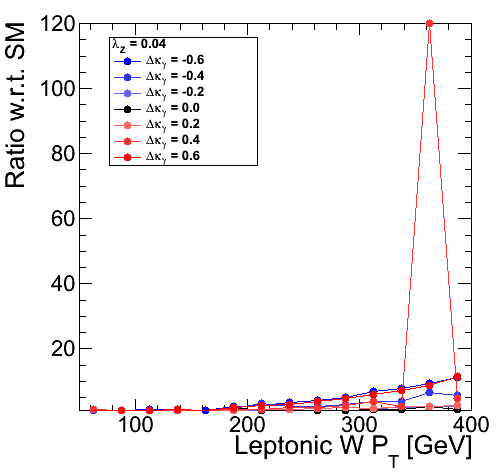 120
100
80
60
40
20
Ratio w.r.t. SM
λZ = 0.04
Δκγ = -0.6
Δκγ = -0.4
Δκγ = -0.2
Δκγ = 0.0
Δκγ = 0.2
Δκγ = 0.4
Δκγ = 0.6
100 200 300 400
Leptonic W PT [GeV]